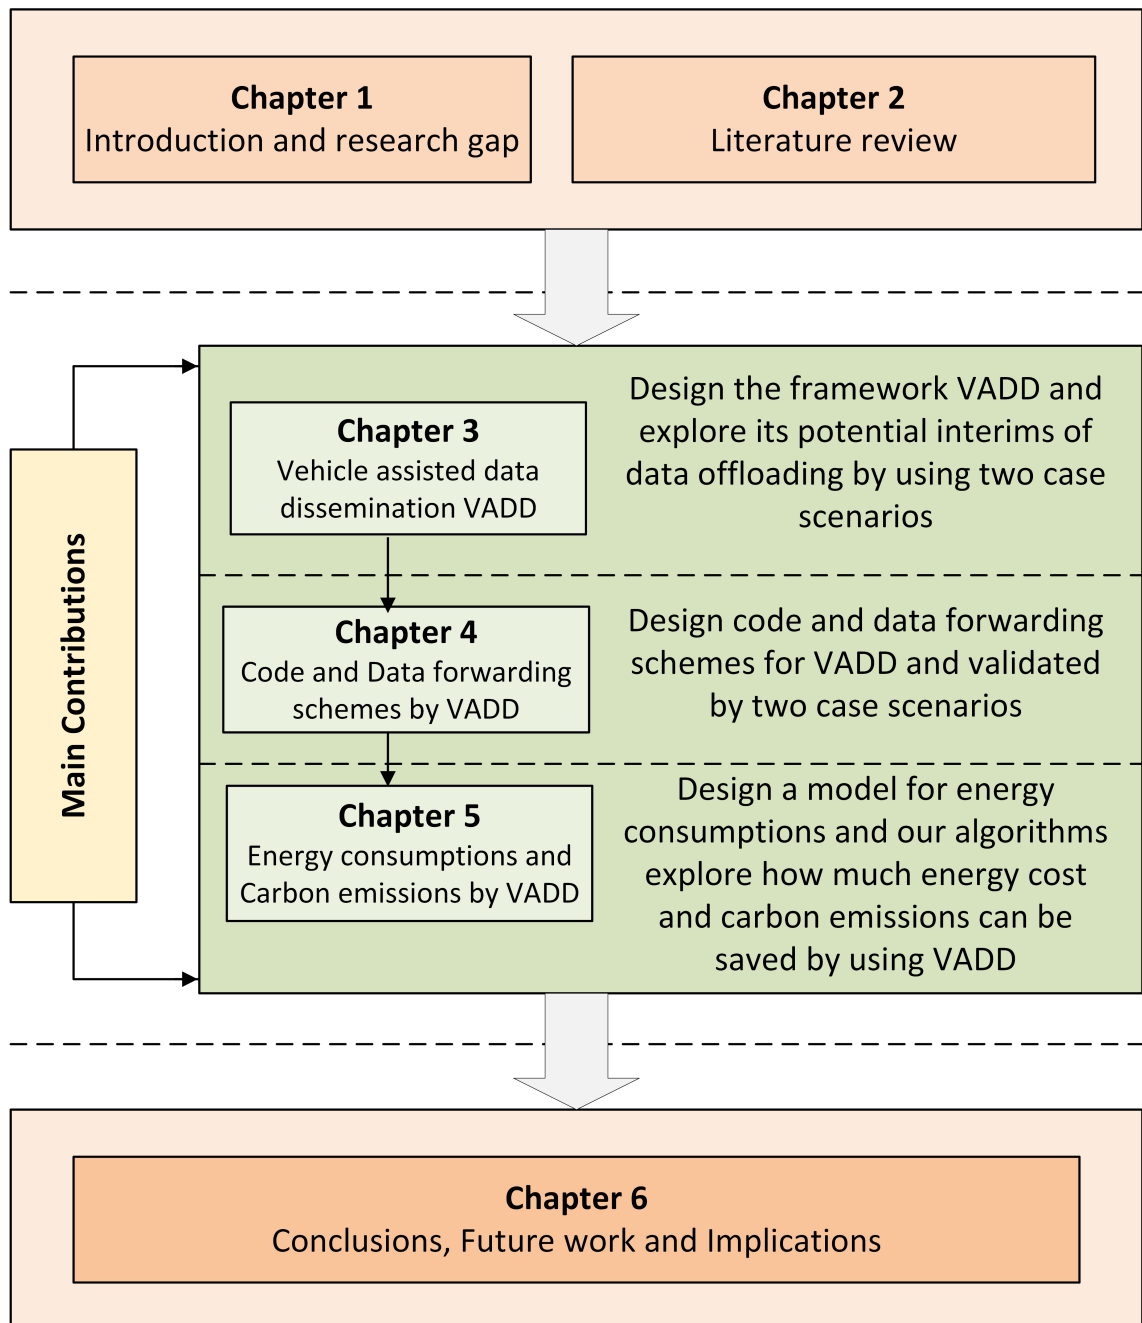 Chapter 1
Introduction and research gap
Chapter 2
Literature review
Main Contributions
Chapter 3
Vehicle assisted data
dissemination VADD
Design the framework VADD and
explore its potential interims of
data offloading by using two case
scenarios
Chapter 4
Code and Data forwarding
schemes by VADD
Design code and data forwarding
schemes for VADD and validated
by two case scenarios
Chapter 5
Energy consumptions and
Carbon emissions by VADD
Design a model for energy
consumptions and our algorithms
explore how much energy cost
and carbon emissions can be
saved by using VADD
Chapter 6
Conclusions, Future work and Implications